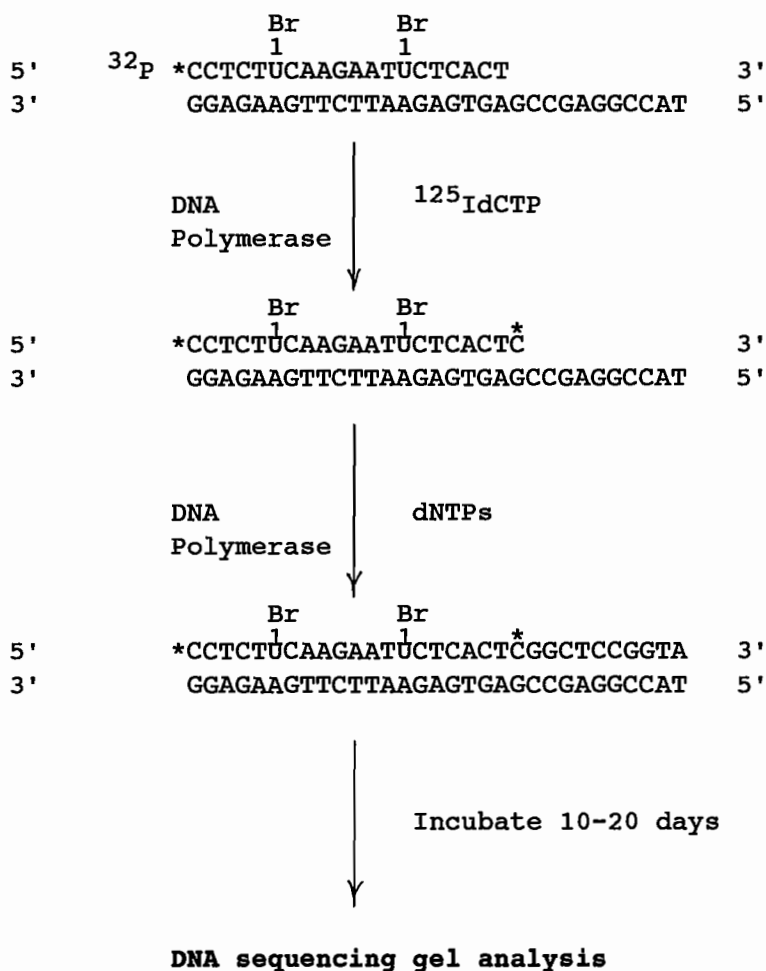 Br Br
1 1
5' 32P *CCTCTUCAAGAATUCTCACT 3'
3' GGAGAAGTTCTTAAGAGTGAGCCGAGGCCAT 5'
DNA 125IdCTP
Polymerase
Br Br
1 1 *
5' *CCTCTUCAAGAATUCTCACTC 3'
3' GGAGAAGTTCTTAAGAGTGAGCCGAGGCCAT 5'
DNA dNTPs
Polymerase
Br Br
1 1 *
5' *CCTCTUCAAGAATUCTCACTCGGCTCCGGTA 3'
3' GGAGAAGTTCTTAAGAGTGAGCCGAGGCCAT 5'
Incubate 10-20 days
DNA sequencing gel analysis